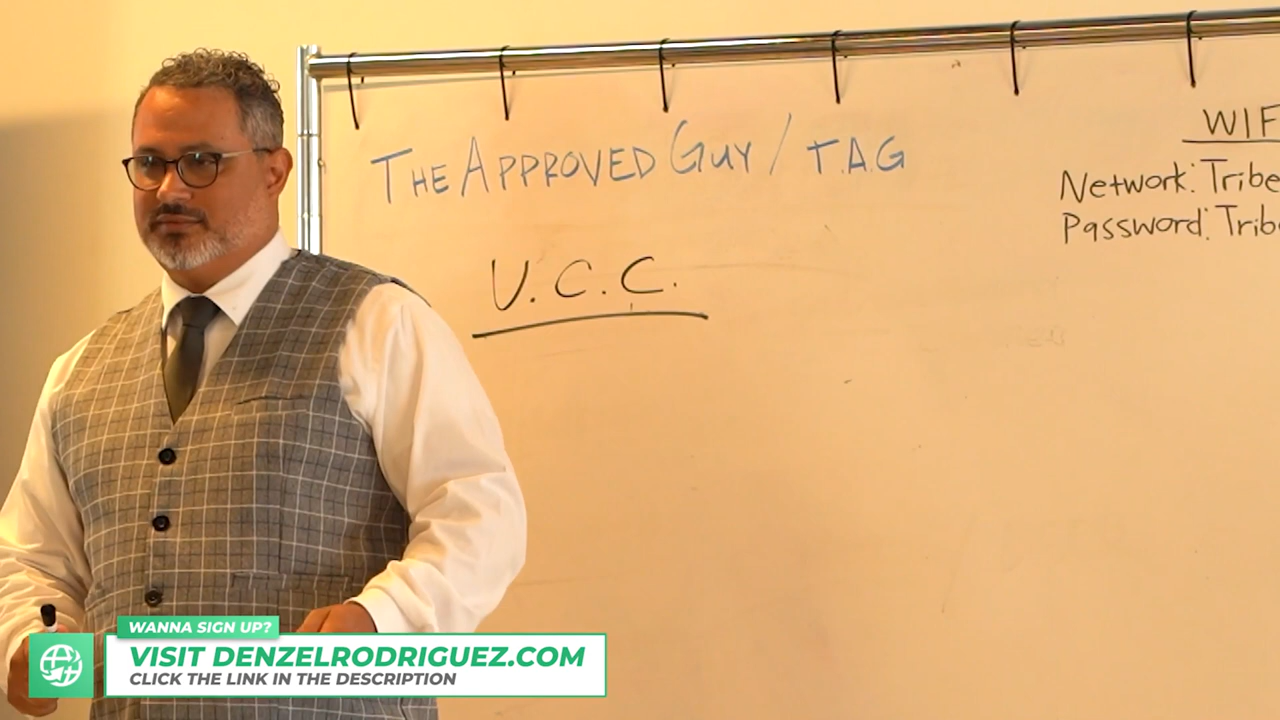 THE APPROVED GUY / T.A.G
U.C.C.
WIF
Network: Tribe
Password: Trib
WANNA SIGN UP?
VISIT DENZELRODRIGUEZ.COM
CLICK THE LINK IN THE DESCRIPTION